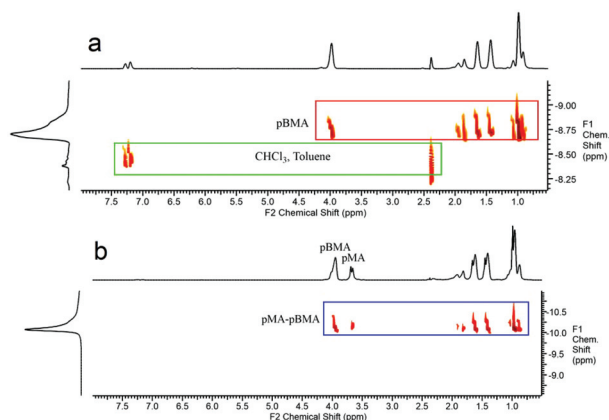 a
pBMA
CHCl3, Toluene
-9.00
-8.75
-8.50
-8.25
F1
Chem.
Shift
(ppm)
7.5 7.0 6.5 6.0 5.5 5.0 4.5 4.0 3.5 3.0 2.5 2.0 1.5 1.0
F2 Chemical Shift (ppm)
b
pBMA
pMA
pMA-pBMA
-10.5
-10.0
-9.5
-9.0
F1
Chem.
Shift
(ppm)
7.5 7.0 6.5 6.0 5.5 5.0 4.5 4.0 3.5 3.0 2.5 2.0 1.5 1.0
F2 Chemical Shift (ppm)